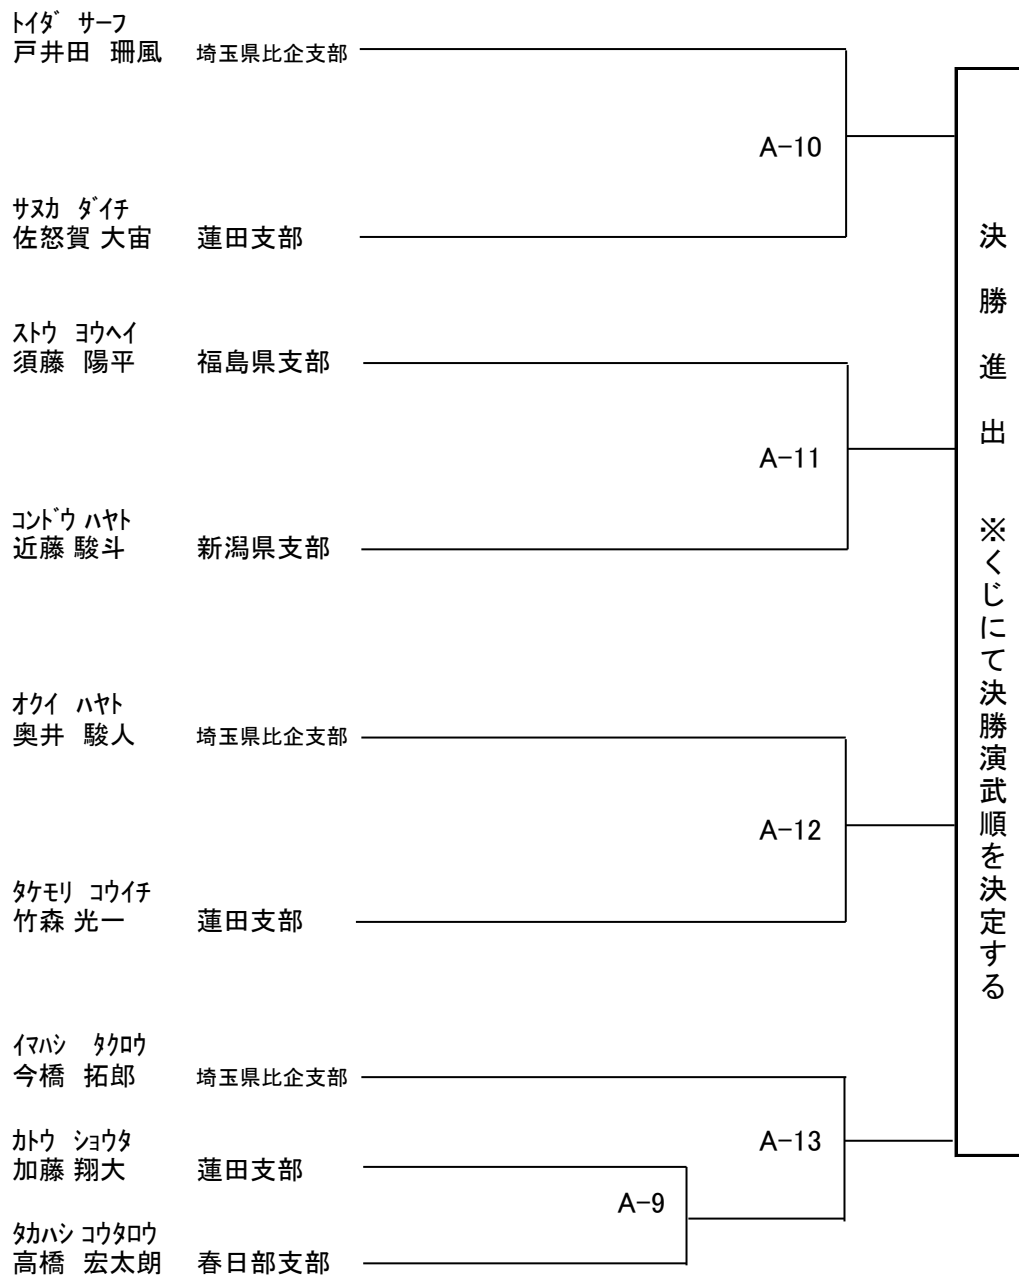 トイダ サーフ
戸井田 珊風 埼玉県比企支部
A-10
サヌカ ダイチ
佐怒賀 大宙 蓮田支部
ストウ ヨウヘイ
須藤 陽平 福島県支部
A-11
コンドウ ハヤト
近藤 駿斗 新潟県支部
オクイ ハヤト
奥井 駿人 埼玉県比企支部
A-12
タケモリ コウイチ
竹森 光一 蓮田支部
イマハシ タクロウ
今橋 拓郎 埼玉県比企支部
A-13
カトウ ショウタ
加藤 翔大 蓮田支部
A-9
タカハシ コウタロウ
高橋 宏太朗 春日部支部
決勝進出 ※くじにて決勝演武順を決定する